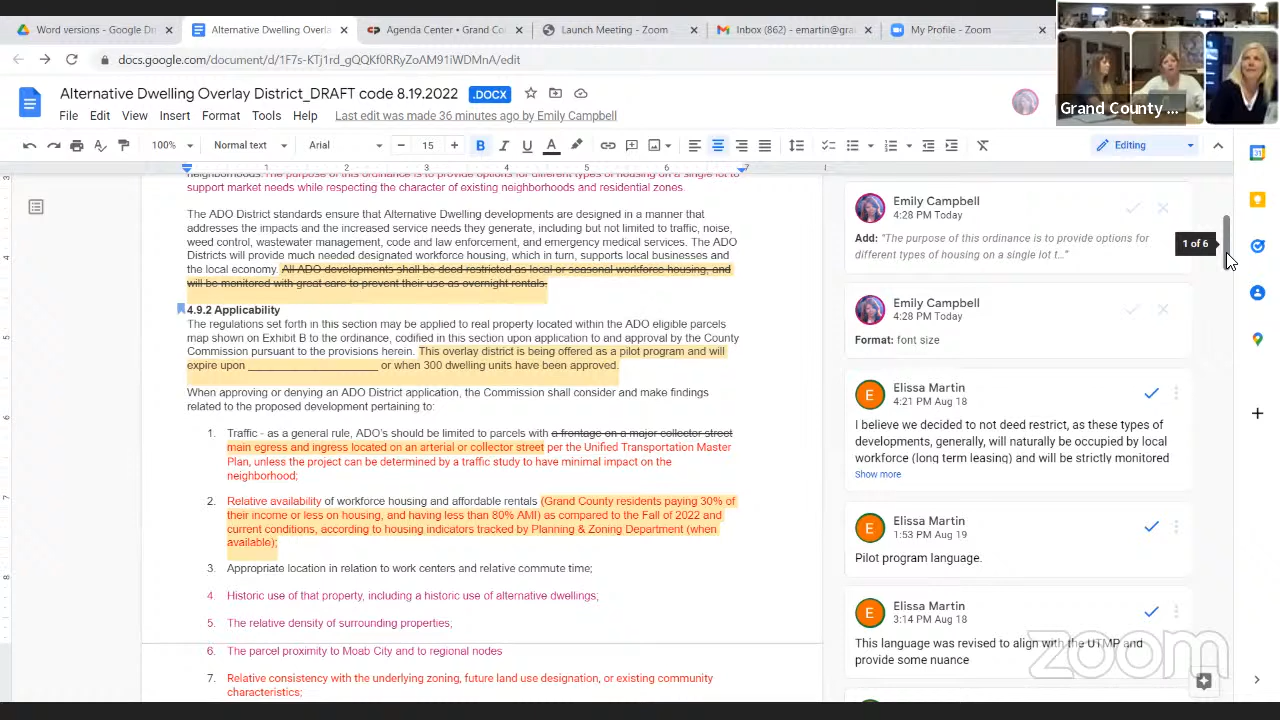 Word versions - Google Dr
Alternative Dwelling Overla
Agenda Center • Grand Co
Launch Meeting - Zoom
Inbox (862) - emartin@gra
My Profile - Zoom
docs.google.com/document/d/1F7s-KTj1rd_gQQKf0RRyZoAM91iWDMnA/edit
Alternative Dwelling Overlay District_DRAFT code 8.19.2022
.DOCX
Grand County ...
File Edit View Insert Format Tools Help
Last edit was made 36 minutes ago by Emily Campbell
100% Normal text Arial 15 B I U A Editing
1 2 3 4 5 6 7
support market needs while respecting the character of existing neighborhoods and residential zones.
The ADO District standards ensure that Alternative Dwelling developments are designed in a manner that
addresses the impacts and the increased service needs they generate, including but not limited to traffic, noise,
weed control, wastewater management, code and law enforcement, and emergency medical services. The ADO
Districts will provide much needed designated workforce housing, which in turn, supports local businesses and
the local economy. All ADO developments shall be deed restricted as local or seasonal workforce housing, and
will be monitored with great care to prevent their use as overnight rentals.
4.9.2 Applicability
The regulations set forth in this section may be applied to real property located within the ADO eligible parcels
map shown on Exhibit B to the ordinance, codified in this section upon application to and approval by the County
Commission pursuant to the provisions herein. This overlay district is being offered as a pilot program and will
expire upon _____________________ or when 300 dwelling units have been approved.
When approving or denying an ADO District application, the Commission shall consider and make findings
related to the proposed development pertaining to:
1. Traffic - as a general rule, ADO's should be limited to parcels with a frontage on a major collector street
main egress and ingress located on an arterial or collector street per the Unified Transportation Master
Plan, unless the project can be determined by a traffic study to have minimal impact on the
neighborhood;
2. Relative availability of workforce housing and affordable rentals (Grand County residents paying 30% of
their income or less on housing, and having less than 80% AMI) as compared to the Fall of 2022 and
current conditions, according to housing indicators tracked by Planning & Zoning Department (when
available);
3. Appropriate location in relation to work centers and relative commute time;
4. Historic use of that property, including a historic use of alternative dwellings;
5. The relative density of surrounding properties;
6. The parcel proximity to Moab City and to regional nodes
7. Relative consistency with the underlying zoning, future land use designation, or existing community
characteristics;
Emily Campbell
4:28 PM Today
Add: "The purpose of this ordinance is to provide options for
different types of housing on a single lot t..."
1 of 6
Emily Campbell
4:28 PM Today
Format: font size
E
Elissa Martin
4:21 PM Aug 18
I believe we decided to not deed restrict, as these types of
developments, generally, will naturally be occupied by local
workforce (long term leasing) and will be strictly monitored
Show more
E
Elissa Martin
1:53 PM Aug 19
Pilot program language.
E
Elissa Martin
3:14 PM Aug 18
This language was revised to align with the UTMP and
provide some nuance
zoom